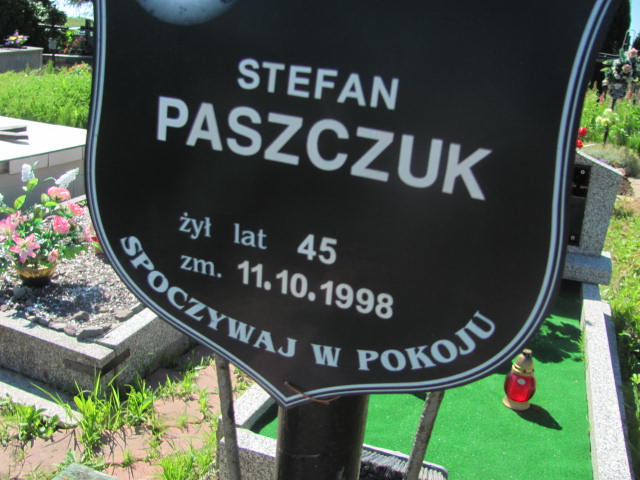 STEFAN
PASZCZUK
żył lat 45
zm. 11.10.1998
SPOCZYWAJ W POKOJU